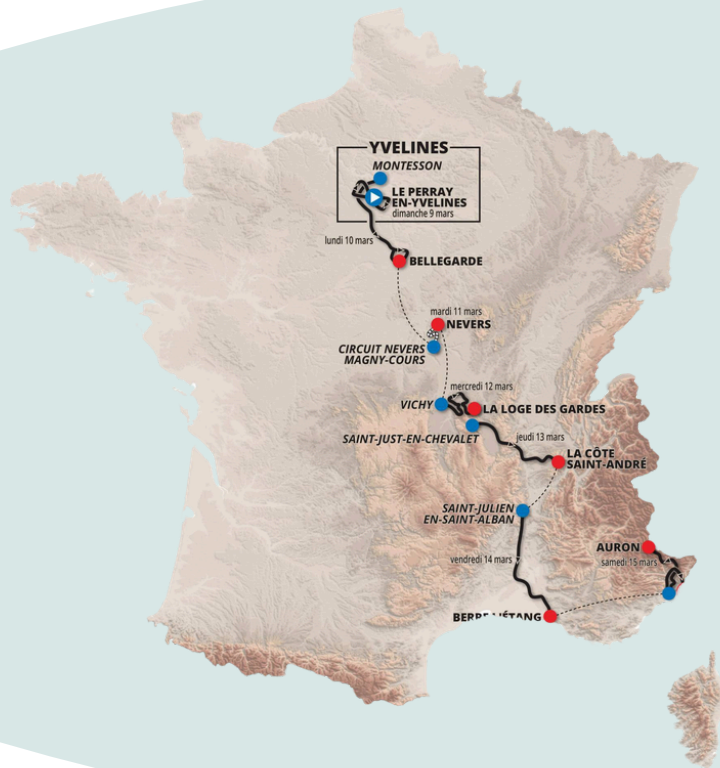 YVELINES
MONTESSON
LE PERRAY
EN-YVELINES
dimanche 9 mars
lundi 10 mars
BELLEGARDE
mardi 11 mars
NEVERS
CIRCUIT NEVERS
MAGNY-COURS
mercredi 12 mars
VICHY
LA LOGE DES GARDES
SAINT-JUST-EN-CHEVALET
jeudi 13 mars
LA CÔTE
SAINT-ANDRÉ
SAINT-JULIEN
EN-SAINT-ALBAN
AURON
vendredi 14 mars
samedi 15 mars